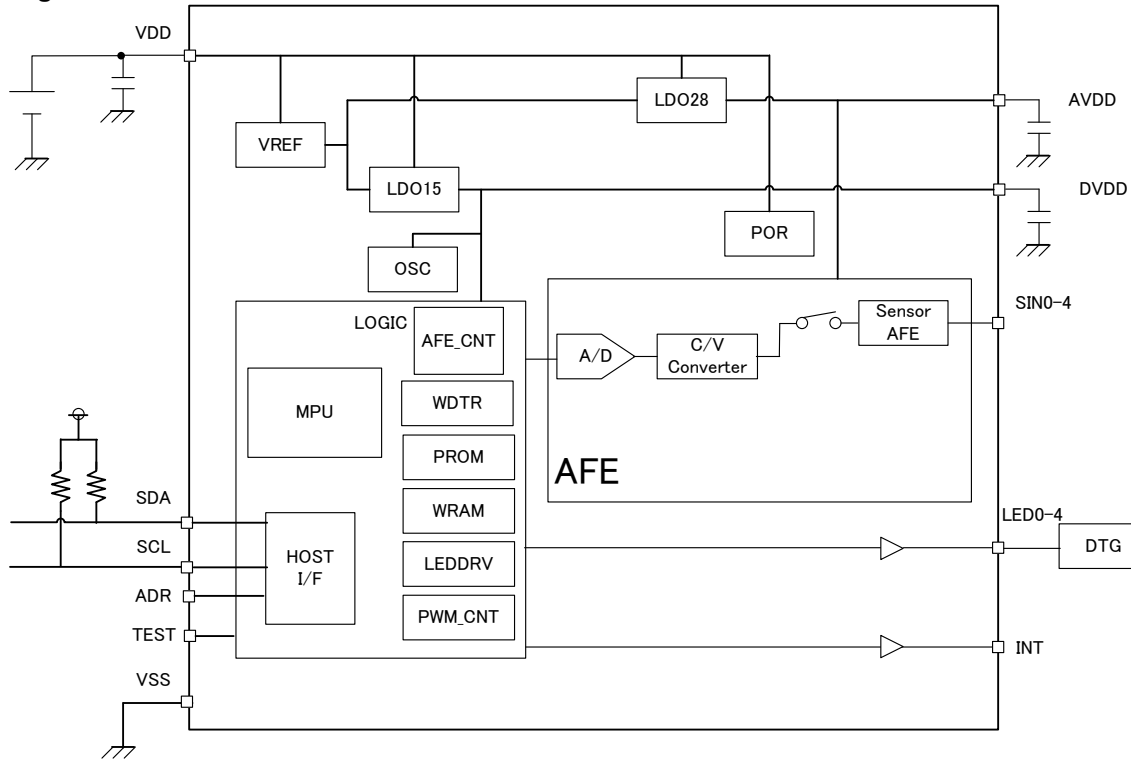 VDD
LDO28
AVDD
VREF
LDO15
DVDD
POR
OSC
SIN0-4
LOGIC
AFE_CNT
A/D
C/V
Converter
Sensor
AFE
MPU
WDTR
PROM
AFE
WRAM
SDA
SCL
ADR
TEST
VSS
HOST
I/F
LEDDRV
PWM_CNT
LED0-4
DTG
INT